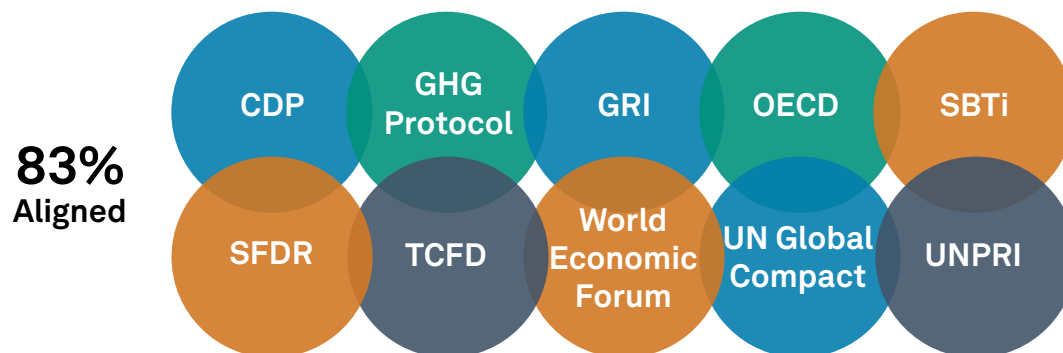 83%
Aligned
CDP
GHG
Protocol
GRI
OECD
SBTi
SFDR
TCFD
World
Economic
Forum
UN Global
Compact
UNPRI